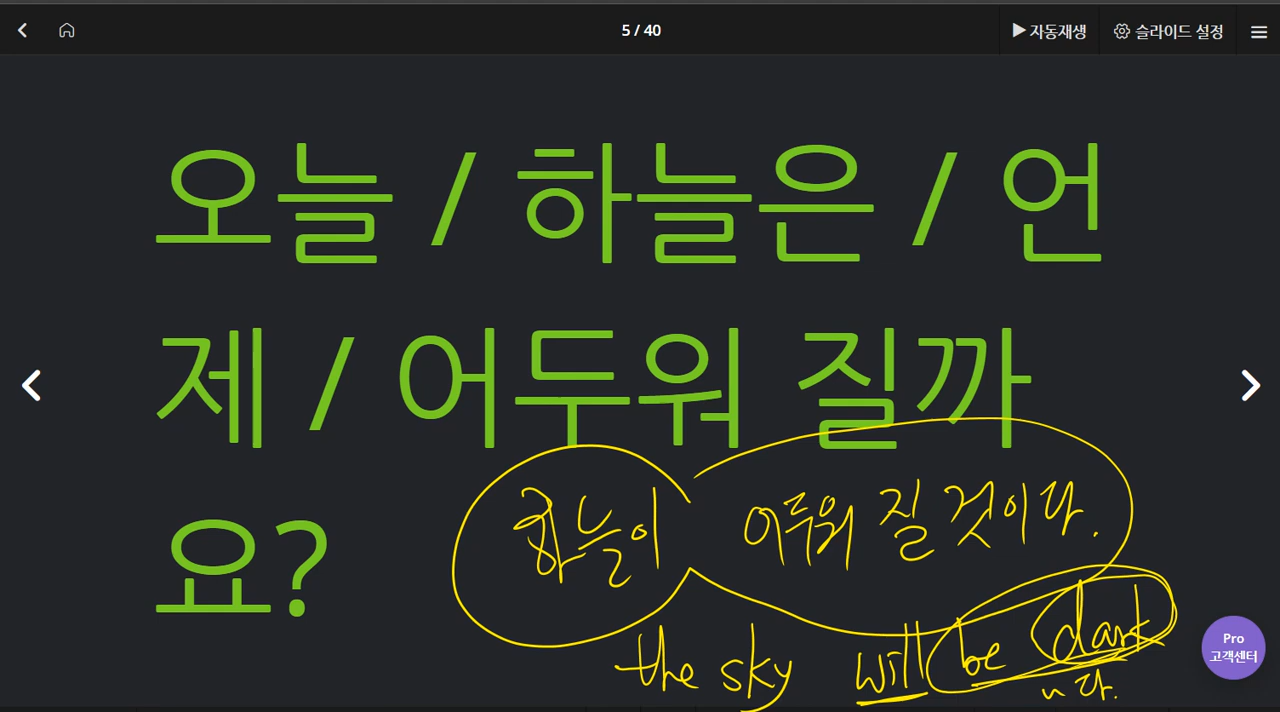 5 / 40
▶ 자동재생
슬라이드 설정
오늘 / 하늘은 / 언
제 / 어두워 질까
요?
하늘이 어두워 질 것이다.
the sky will be dark
ㄴ다.
Pro
고객센터